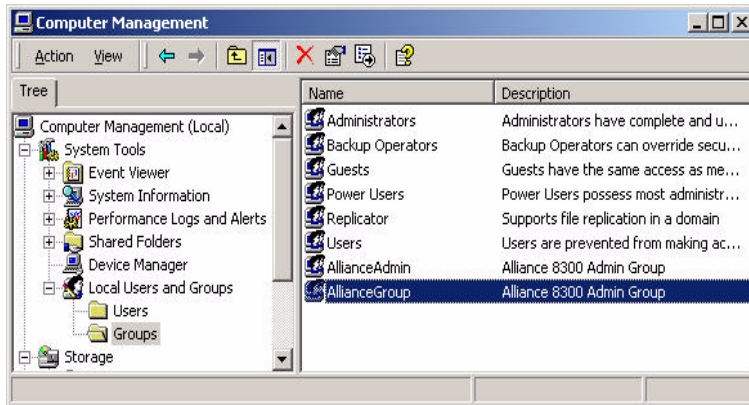 Computer Management
Action View
Tree
Name Description
Computer Management (Local)
System Tools
Event Viewer
System Information
Performance Logs and Alerts
Shared Folders
Device Manager
Local Users and Groups
Users
Groups
Storage
Administrators Administrators have complete and u...
Backup Operators Backup Operators can override secu...
Guests Guests have the same access as me...
Power Users Power Users possess most administr...
Replicator Supports file replication in a domain
Users Users are prevented from making ac...
AllianceAdmin Alliance 8300 Admin Group
AllianceGroup Alliance 8300 Admin Group